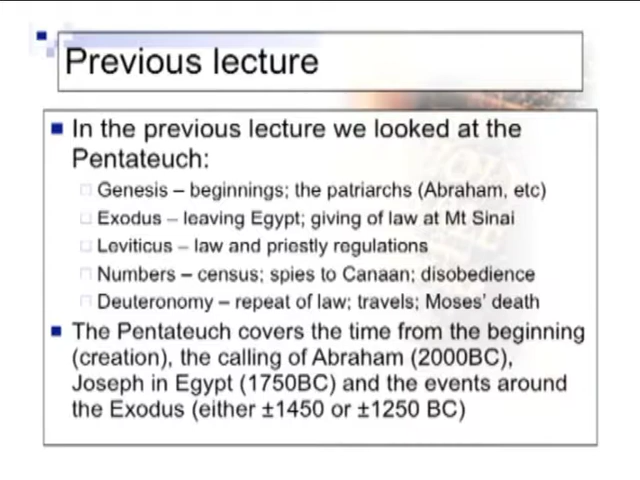 Previous lecture
In the previous lecture we looked at the
Pentateuch:
Genesis – beginnings; the patriarchs (Abraham, etc)
Exodus – leaving Egypt; giving of law at Mt Sinai
Leviticus – law and priestly regulations
Numbers – census; spies to Canaan; disobedience
Deuteronomy – repeat of law; travels; Moses' death
The Pentateuch covers the time from the beginning
(creation), the calling of Abraham (2000BC),
Joseph in Egypt (1750BC) and the events around
the Exodus (either ±1450 or ±1250 BC)